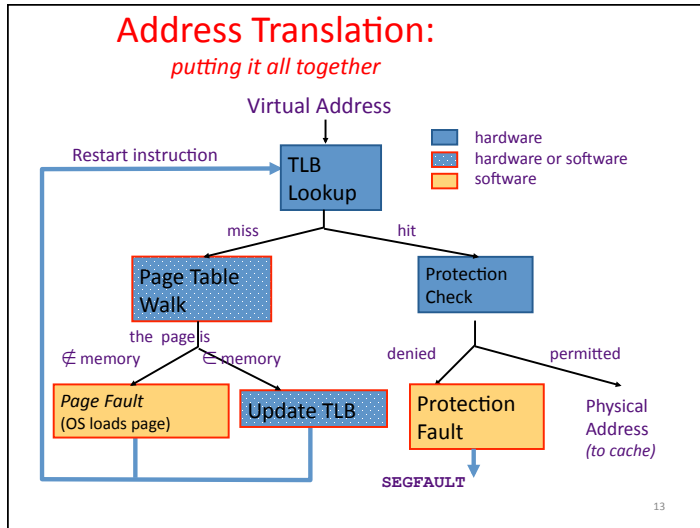 Address Translation:
putting it all together
Virtual Address
hardware
hardware or software
software
Restart instruction
TLB
Lookup
miss
hit
Page Table
Walk
Protection
Check
the page is
∉ memory
∈ memory
denied
permitted
Page Fault
(OS loads page)
Update TLB
Protection
Fault
Physical
Address
(to cache)
SEGFAULT
13